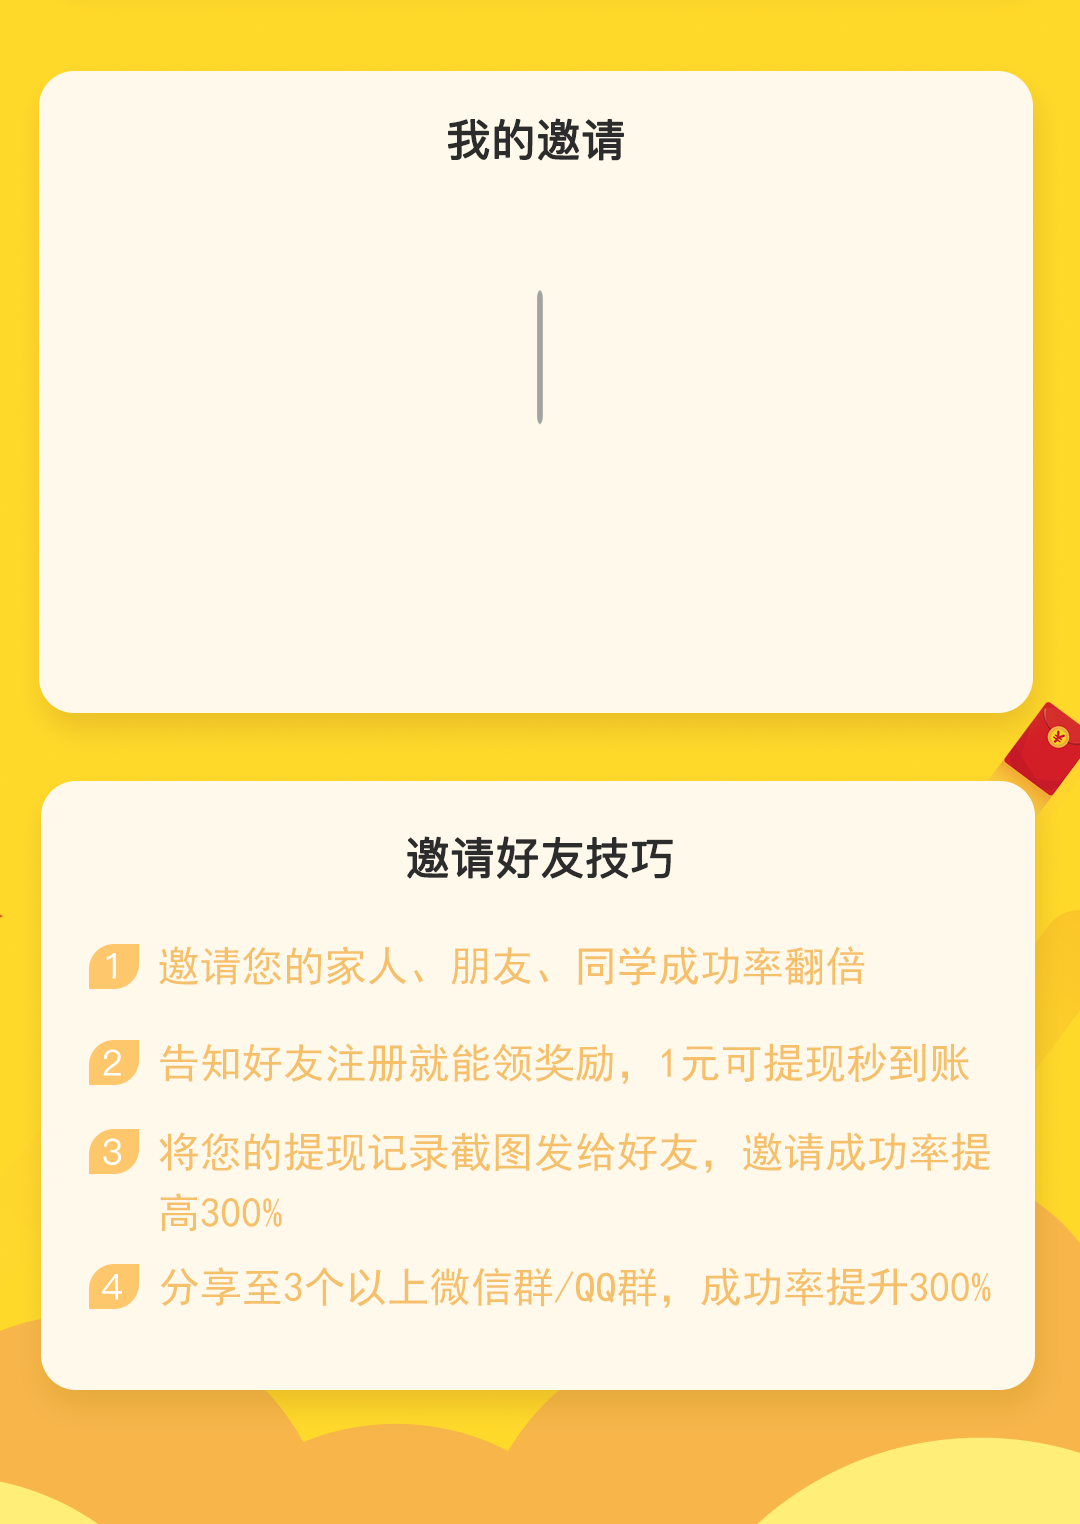 我的邀请
邀请好友技巧
1 邀请您的家人、朋友、同学成功率翻倍
2 告知好友注册就能领奖励，1元可提现秒到账
3 将您的提现记录截图发给好友，邀请成功率提
高300%
4 分享至3个以上微信群/QQ群，成功率提升300%